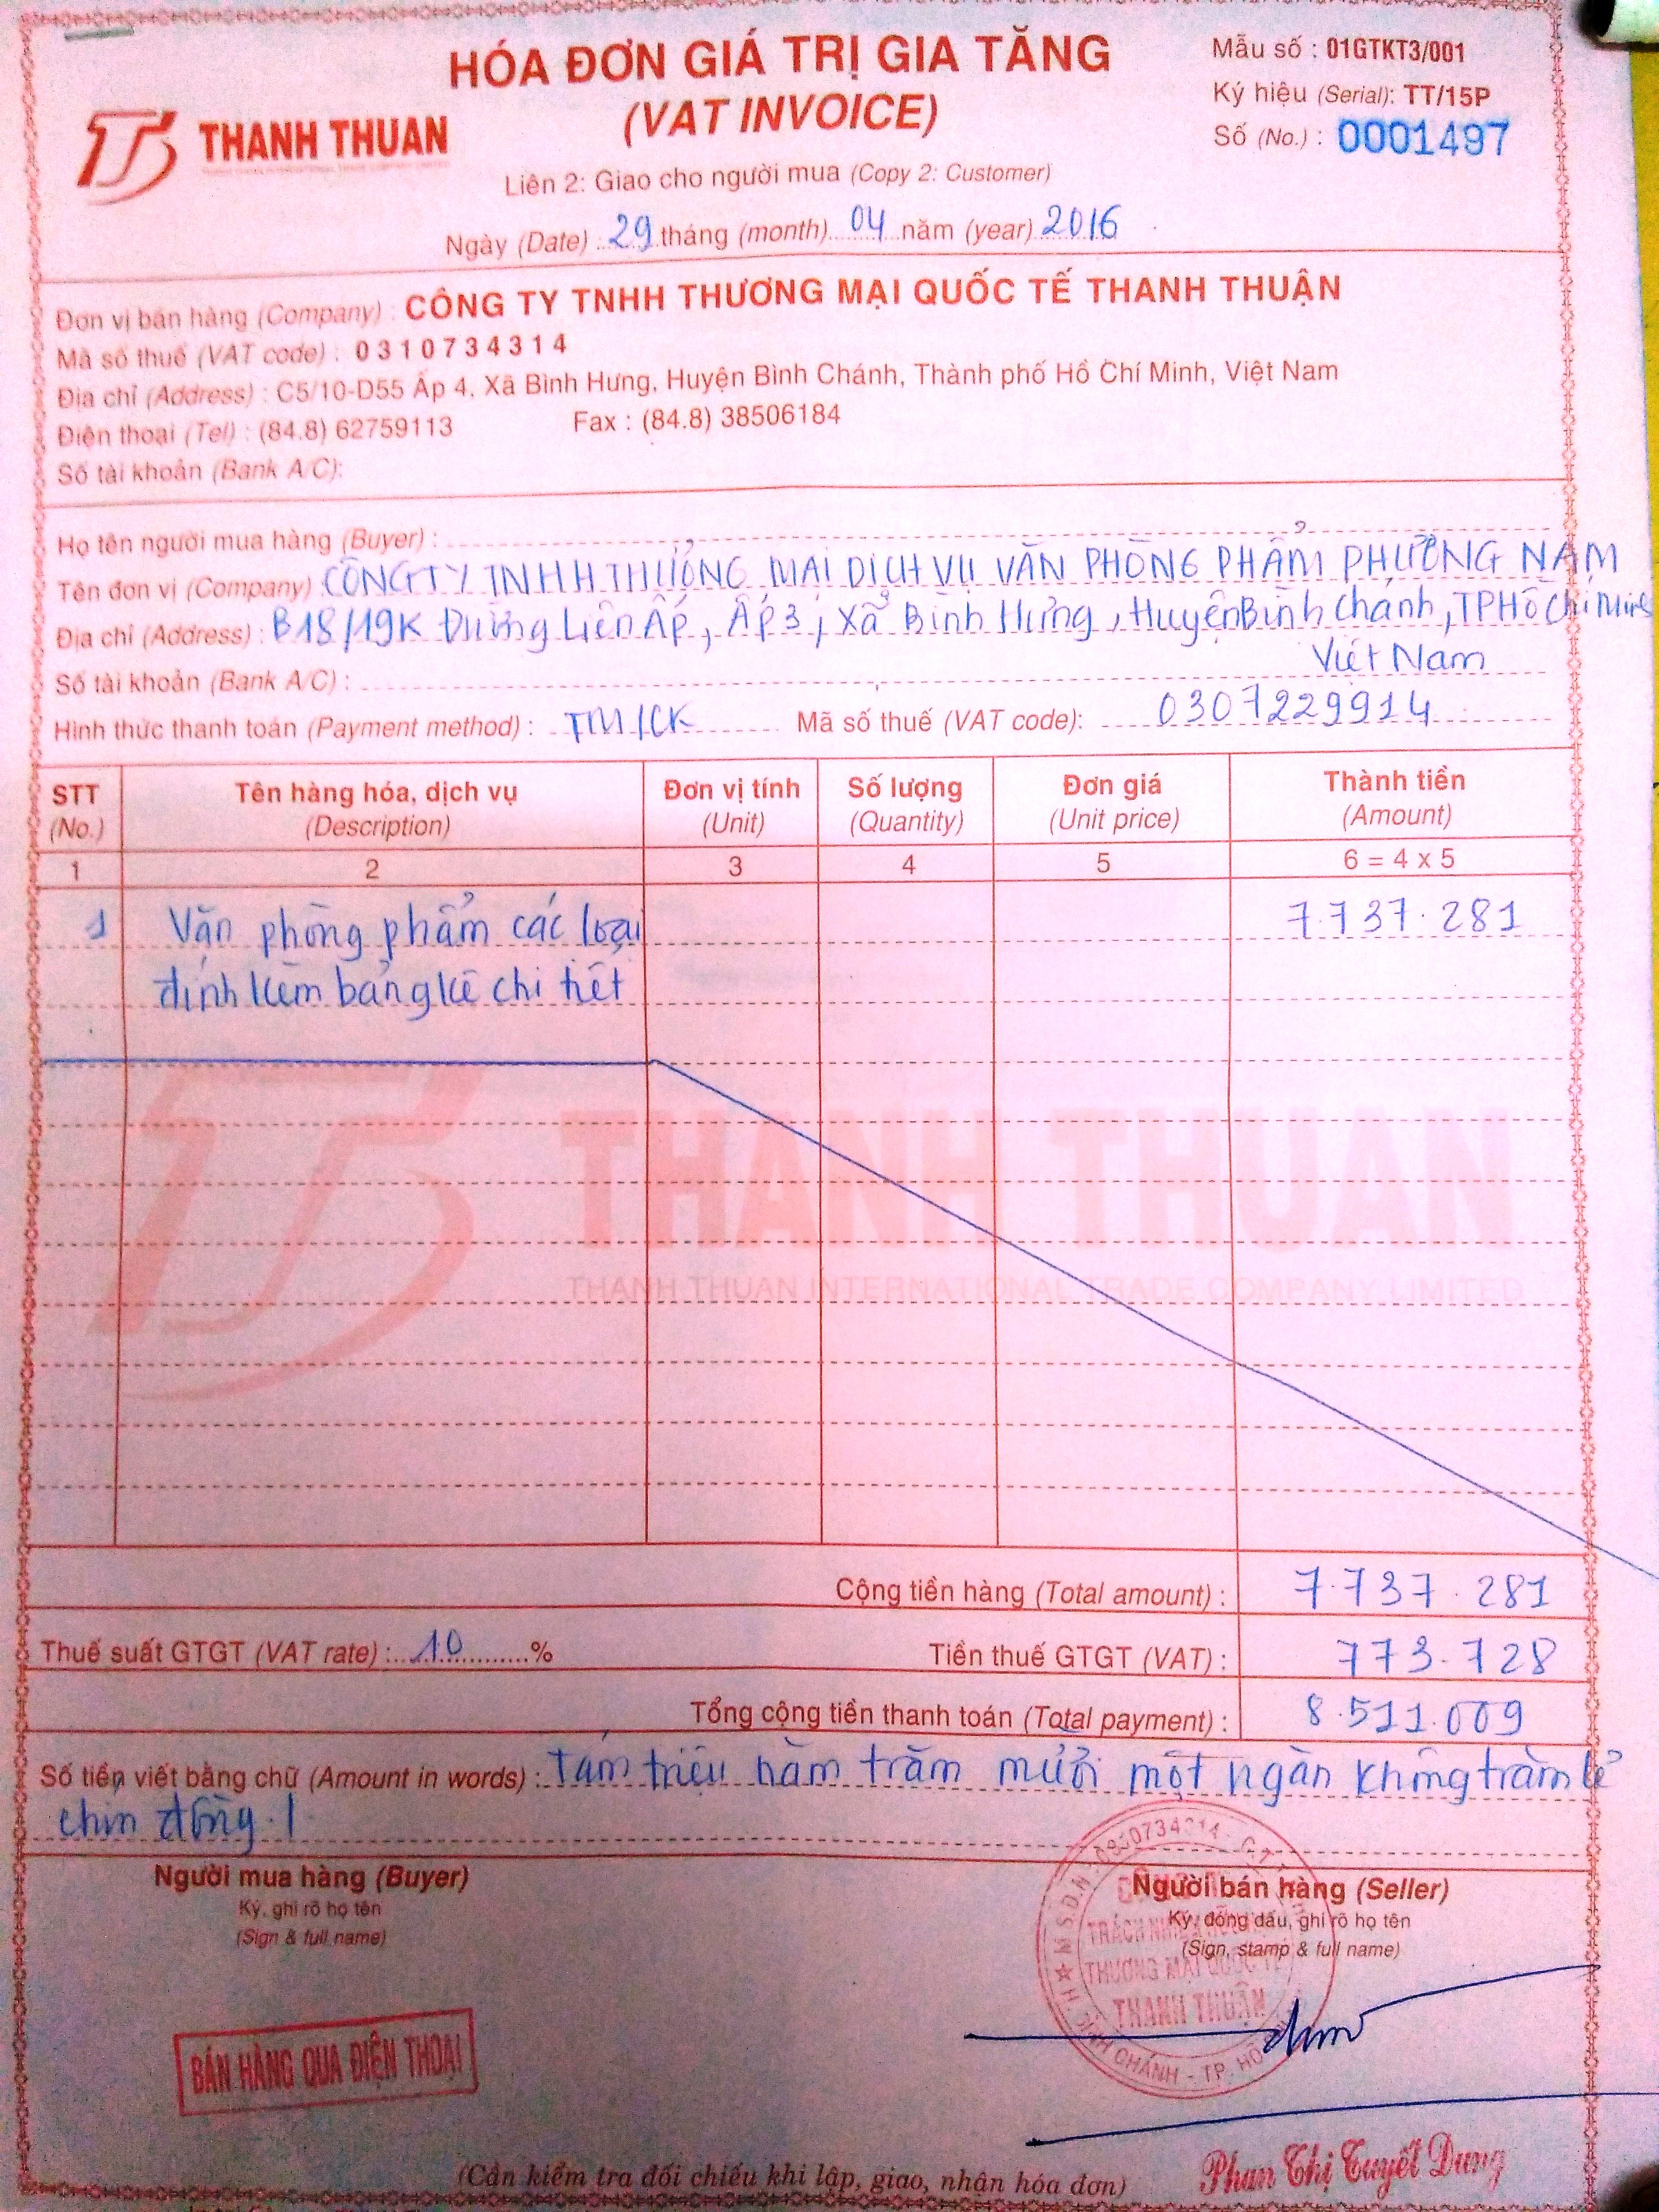 HÓA ĐƠN GIÁ TRỊ GIA TĂNG
(VAT INVOICE)
Mẫu số : 01GTKT3/001
Ký hiệu (Serial): TT/15P
Số (No.) : 0001497
THANH THUAN
Liên 2: Giao cho người mua (Copy 2: Customer)
Ngày (Date) 29 tháng (month) 04 năm (year) 2016
Đơn vị bán hàng (Company) : CÔNG TY TNHH THƯƠNG MẠI QUỐC TẾ THANH THUẬN
Mã số thuế (VAT code) : 0310734314
Địa chỉ (Address) : C5/10-D55 Ấp 4, Xã Bình Hưng, Huyện Bình Chánh, Thành phố Hồ Chí Minh, Việt Nam
Điện thoại (Tel) : (84.8) 62759113 Fax : (84.8) 38506184
Số tài khoản (Bank A/C):
Họ tên người mua hàng (Buyer) :
Tên đơn vị (Company) CÔNG TY TNHH THƯƠNG MẠI DỊCH VỤ VĂN PHÒNG PHẨM PHƯƠNG NAM
Địa chỉ (Address) : B18/19K Đường Liên Ấp, Ấp 3, Xã Bình Hưng, Huyện Bình Chánh, TP Hồ Chí Minh
Việt Nam
Số tài khoản (Bank A/C) :
Hình thức thanh toán (Payment method) : TM/CK Mã số thuế (VAT code): 0307229914
STT Tên hàng hóa, dịch vụ Đơn vị tính Số lượng Đơn giá Thành tiền
(No.) (Description) (Unit) (Quantity) (Unit price) (Amount)
1 2 3 4 5 6 = 4 x 5
1 Văn phòng phẩm các loại 7.737.281
đính kèm bảng kê chi tiết
THANH THUAN
THANH THUAN INTERNATIONAL TRADE COMPANY LIMITED
Cộng tiền hàng (Total amount) : 7.737.281
Thuế suất GTGT (VAT rate) : 10 % Tiền thuế GTGT (VAT) : 773.728
Tổng cộng tiền thanh toán (Total payment) : 8.511.009
Số tiền viết bằng chữ (Amount in words) : Tám triệu năm trăm mười một ngàn không trăm lẻ
chín đồng.
Người mua hàng (Buyer) Người bán hàng (Seller)
Ký, ghi rõ họ tên Ký, đóng dấu, ghi rõ họ tên
(Sign & full name) (Sign, stamp & full name)
THƯƠNG MẠI QUỐC TẾ
THANH THUẬN
BÁN HÀNG QUA ĐIỆN THOẠI
Phan Thị Tuyết Dung
(Cần kiểm tra đối chiếu khi lập, giao, nhận hóa đơn)